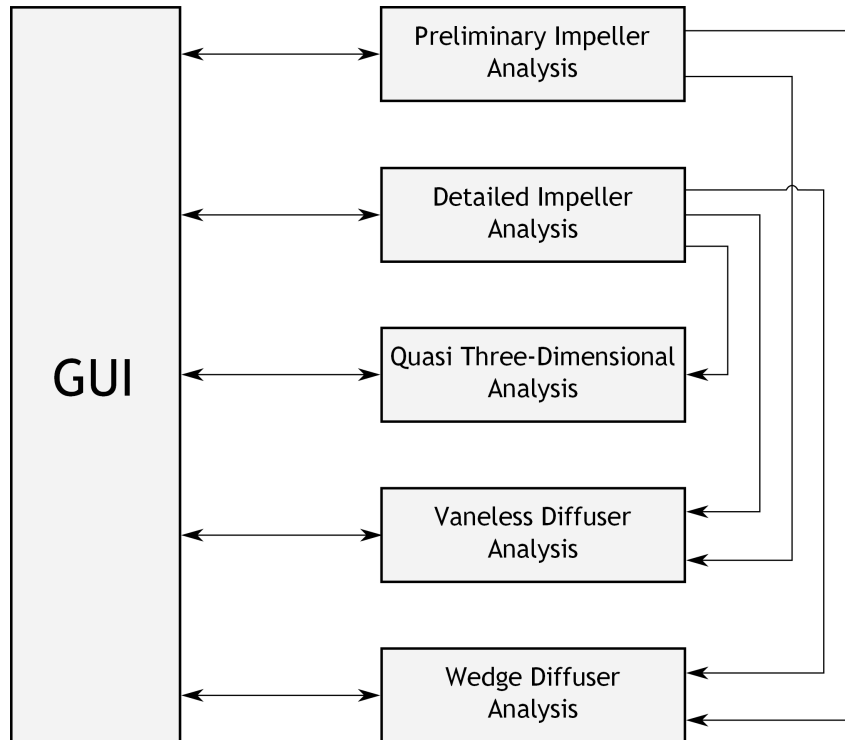 GUI
Preliminary Impeller
Analysis
Detailed Impeller
Analysis
Quasi Three-Dimensional
Analysis
Vaneless Diffuser
Analysis
Wedge Diffuser
Analysis